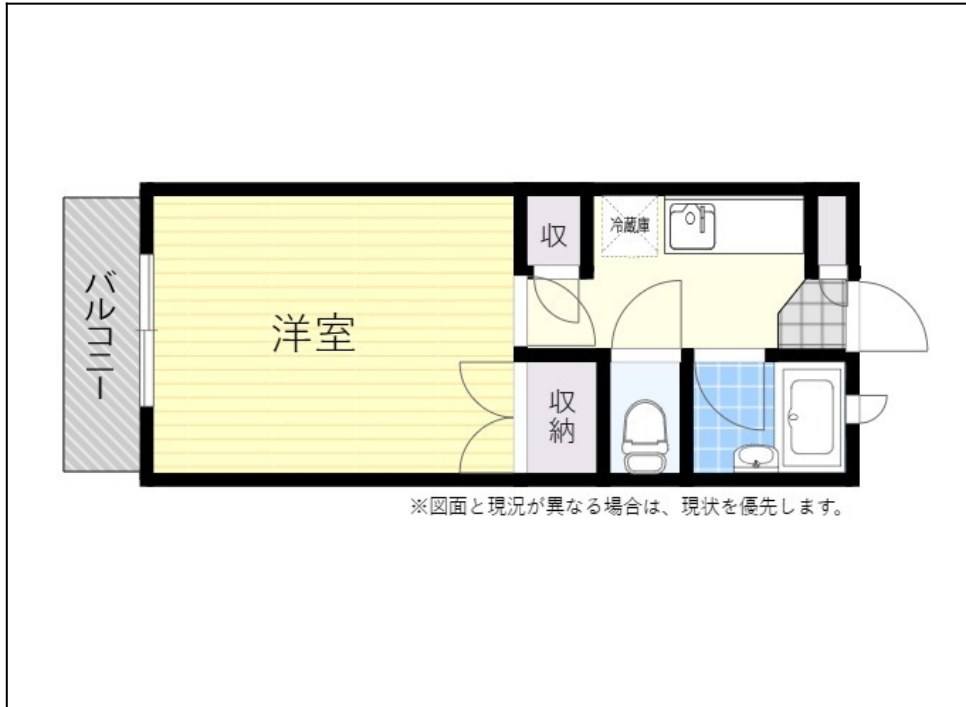 バルコニー
洋室
収
冷蔵庫
収納
※図面と現況が異なる場合は、現状を優先します。